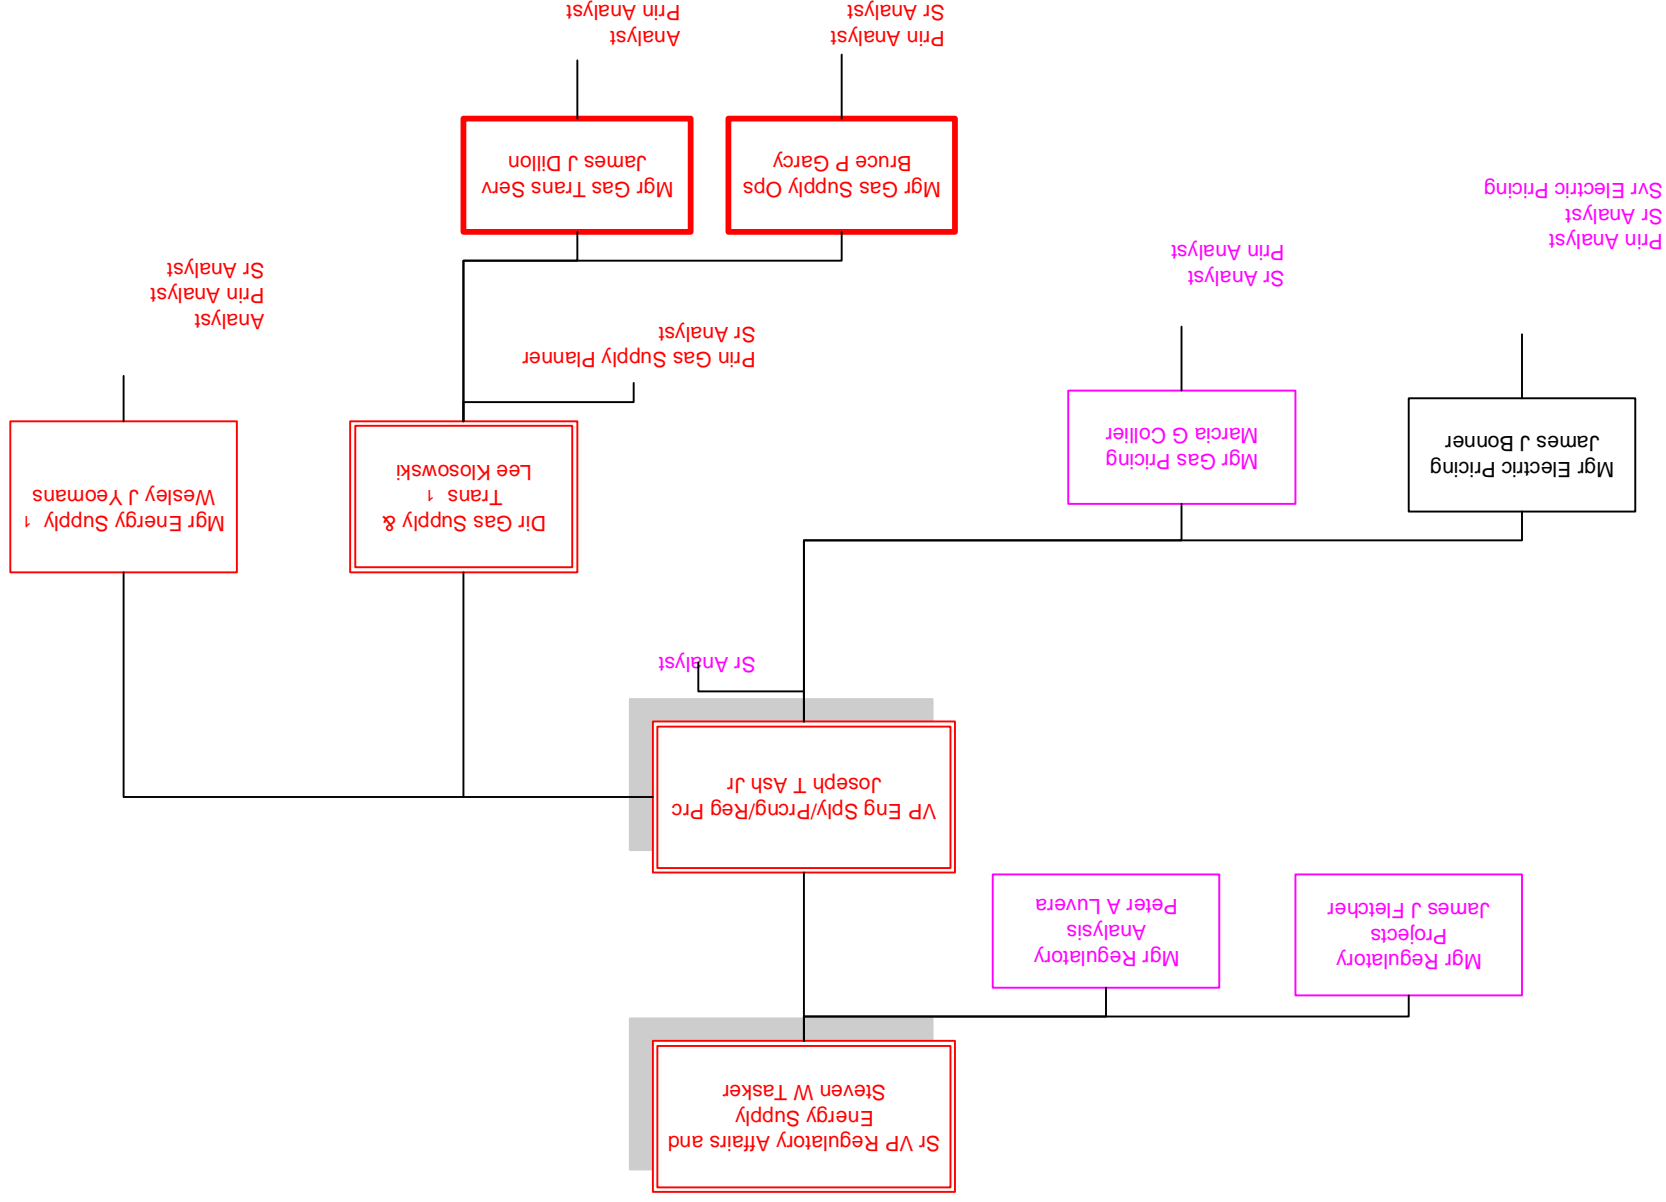 Sr VP Regulatory Affairs and
Energy Supply
Steven W Tasker
Mgr Regulatory
Projects
James J Fletcher
Mgr Regulatory
Analysis
Peter A Luvera
VP Eng Sply/Prcng/Reg Prc
Joseph T Ash Jr
Sr Analyst
Mgr Electric Pricing
James J Bonner
Mgr Gas Pricing
Marcia G Collier
Dir Gas Supply &
Trans 1
Lee Klosowski
Mgr Energy Supply 1
Wesley J Yeomans
Prin Analyst
Sr Analyst
Svr Electric Pricing
Sr Analyst
Prin Analyst
Prin Gas Supply Planner
Sr Analyst
Analyst
Prin Analyst
Sr Analyst
Mgr Gas Supply Ops
Bruce P Garcy
Mgr Gas Trans Serv
James J Dillon
Prin Analyst
Sr Analyst
Analyst
Prin Analyst